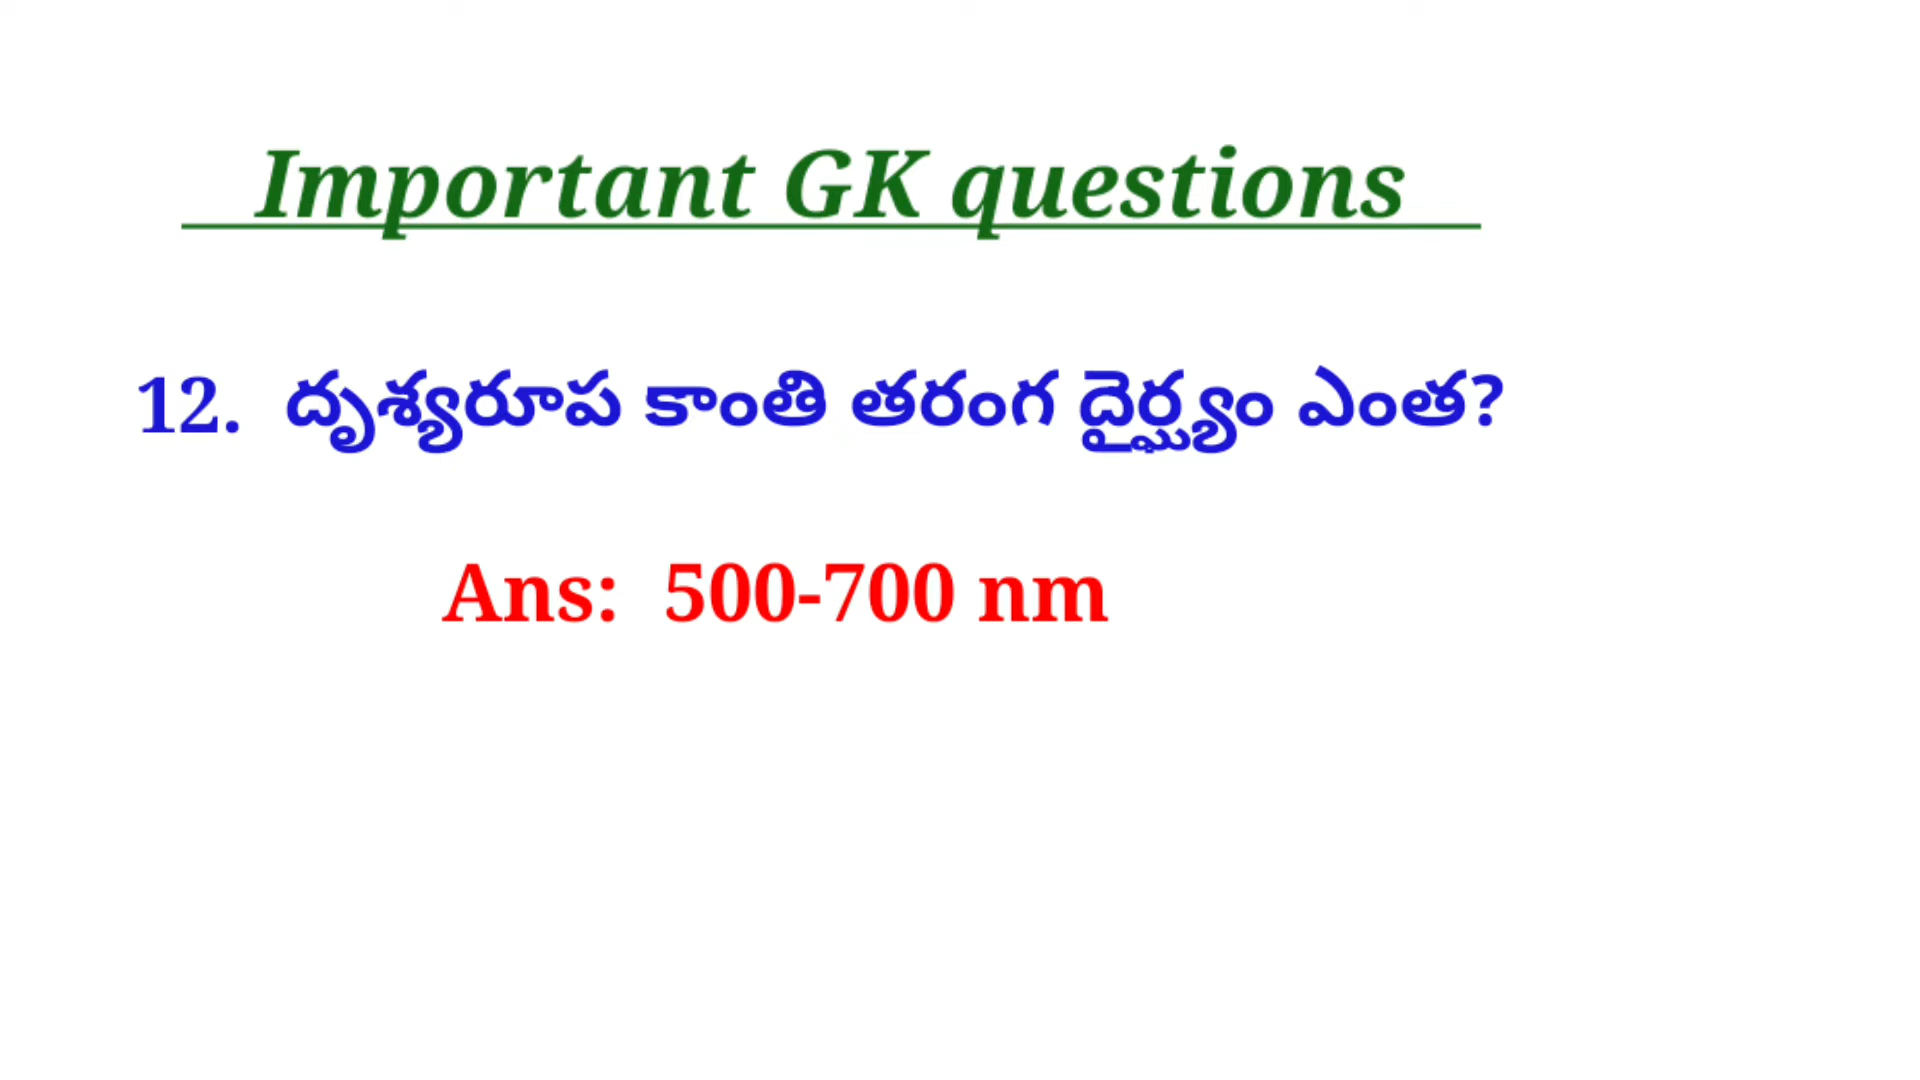 Important GK questions
12. దృశ్యరూప కాంతి తరంగ దైర్ఘ్యం ఎంత?
Ans: 500-700 nm